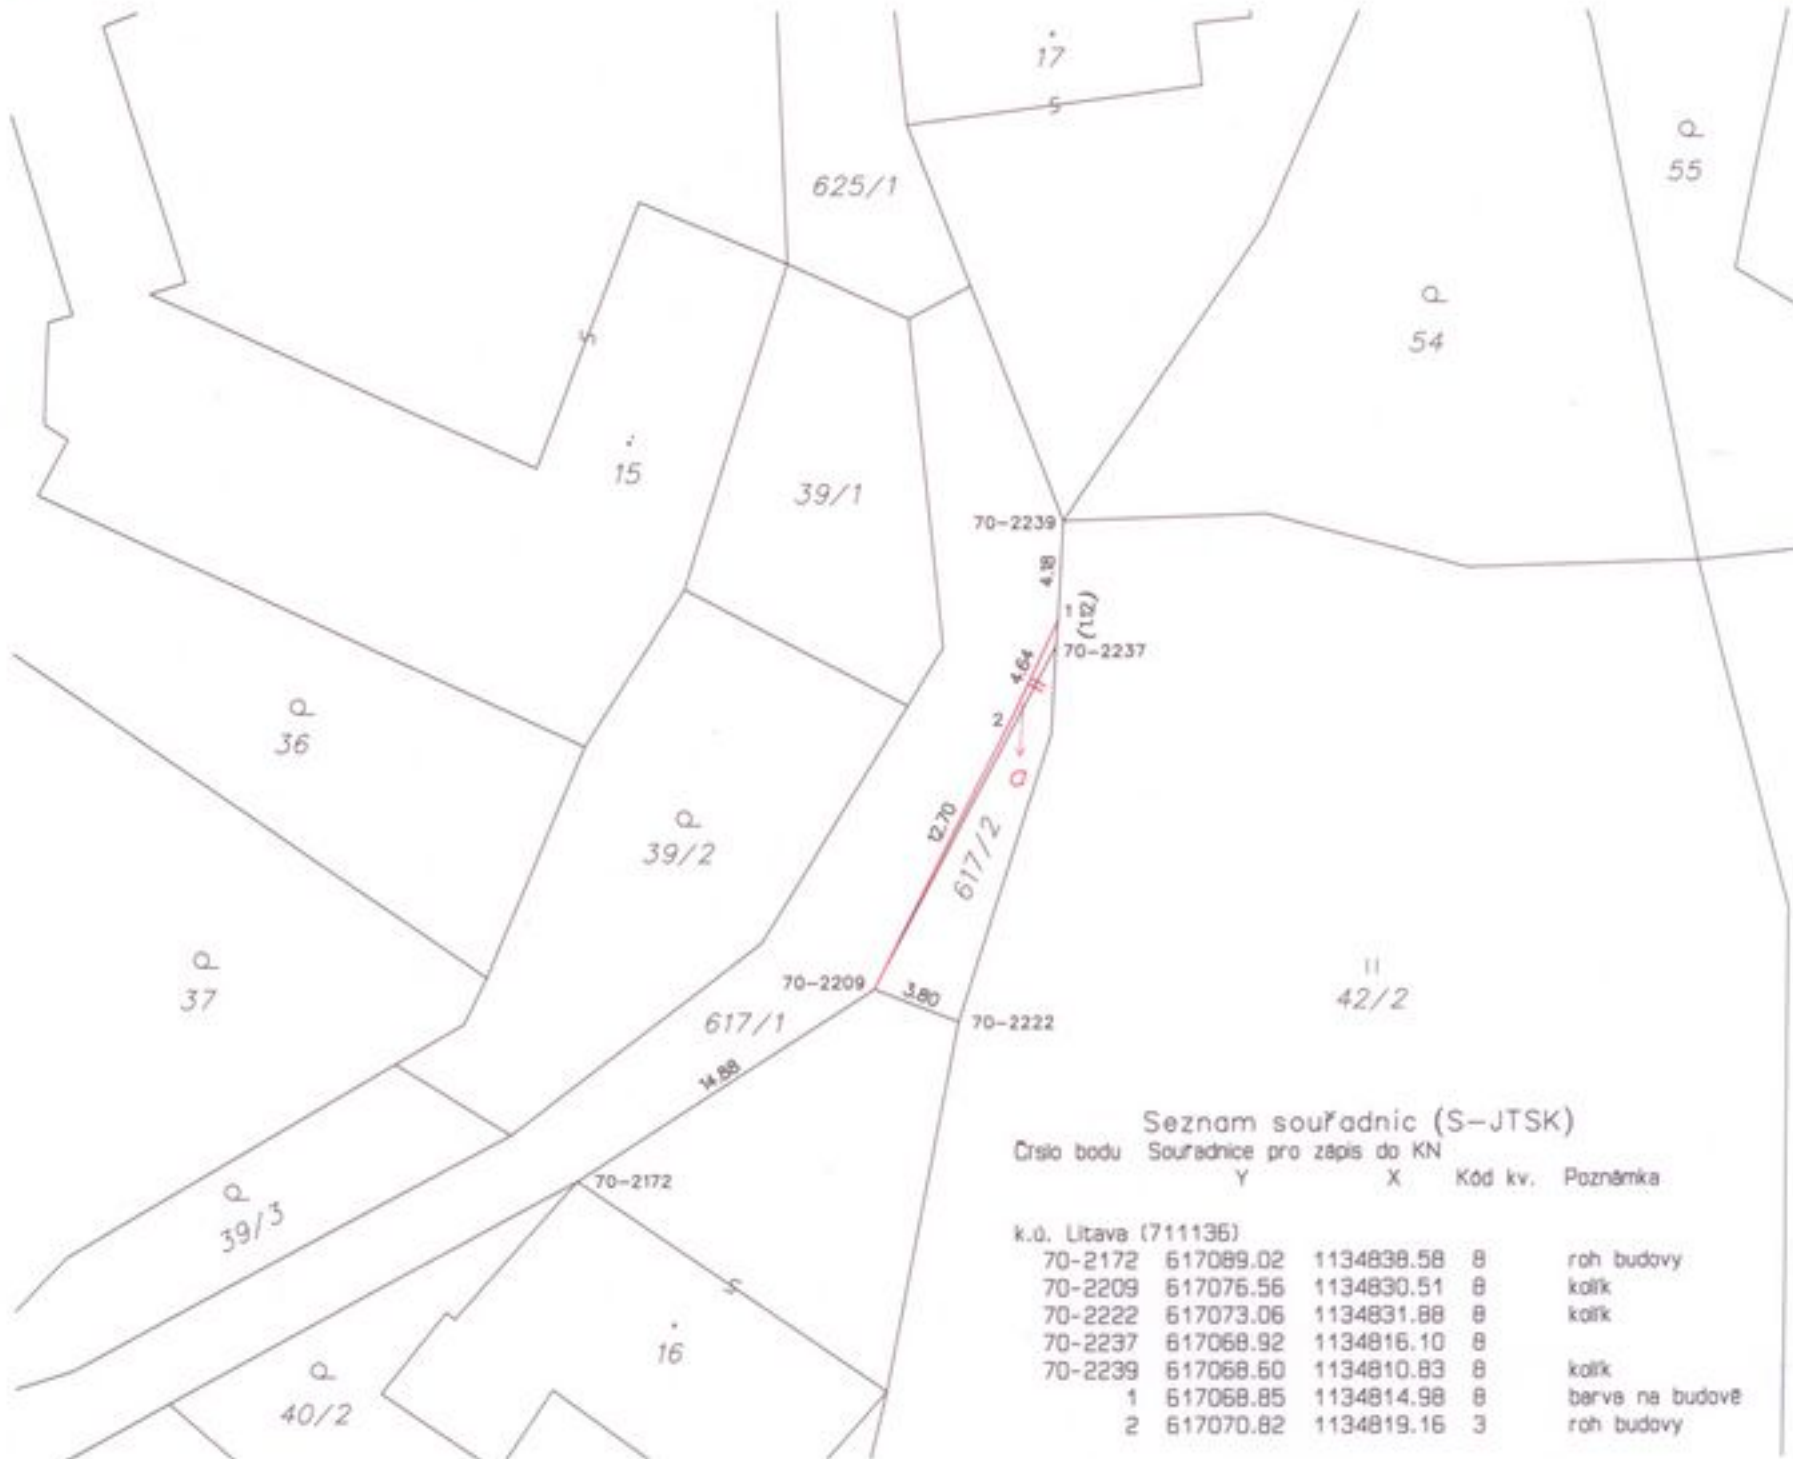 17
S
625/1
55
54
S
15
39/1
70-2239
4.18
1
(1.12)
70-2237
4.64
2
36
39/2
12.70
617/2
37
70-2209
3.80
70-2222
617/1
14.88
42/2
70-2172
39/3
S
16
40/2
Seznam souřadnic (S-JTSK)
Číslo bodu Souřadnice pro zápis do KN
Y X Kód kv. Poznámka
k.ú. Litava (711136)
70-2172 617089.02 1134838.58 8 roh budovy
70-2209 617076.56 1134830.51 8 kolík
70-2222 617073.06 1134831.88 8 kolík
70-2237 617068.92 1134816.10 8
70-2239 617068.60 1134810.83 8 kolík
1 617068.85 1134814.98 8 barva na budově
2 617070.82 1134819.16 3 roh budovy